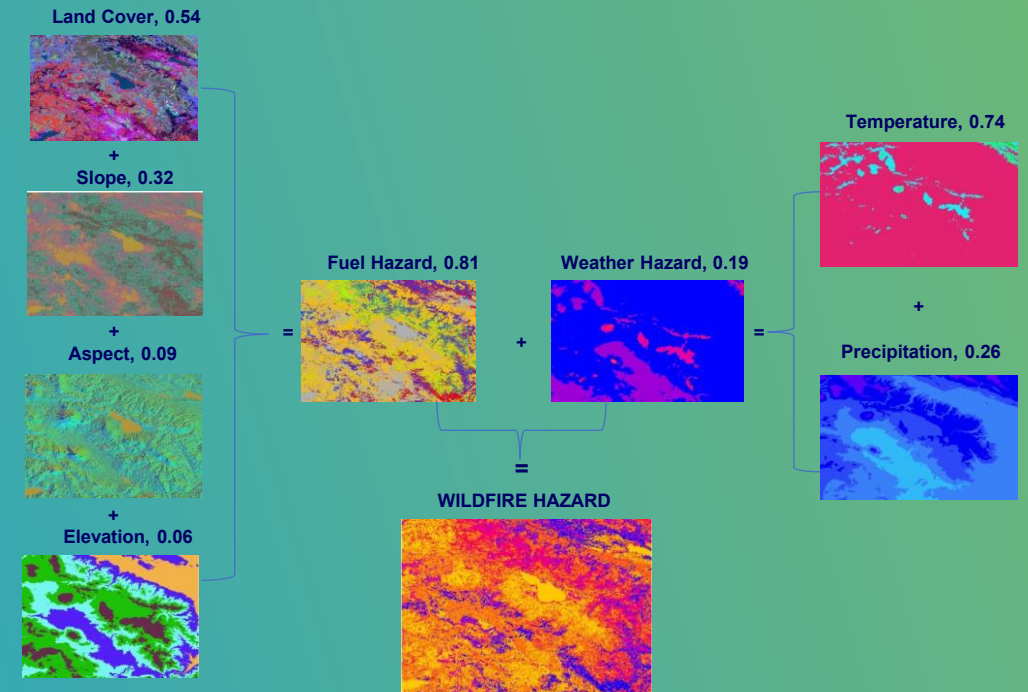 Land Cover, 0.54
+
Slope, 0.32
+
Aspect, 0.09
+
Elevation, 0.06
=
Fuel Hazard, 0.81
+
Weather Hazard, 0.19
=
Temperature, 0.74
+
Precipitation, 0.26
=
WILDFIRE HAZARD